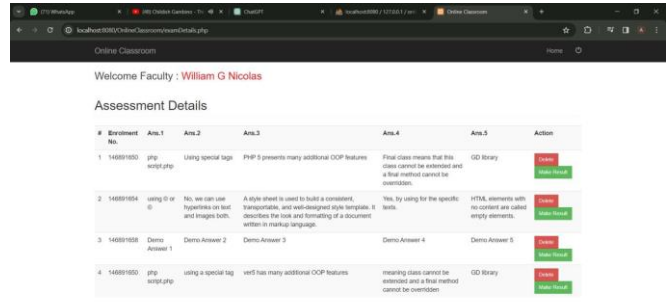 (71) WhatsApp
ChatGPT
Online Classroom
localhost:8080/OnlineClassroom/examDetails.php
Online Classroom
Home
Welcome Faculty : William G Nicolas
Assessment Details
# Enrolment No. Ans.1 Ans.2 Ans.3 Ans.4 Ans.5 Action
1 146891650 php script.php Using special tags PHP 5 presents many additional OOP features Final class means that this class cannot be extended and a final method cannot be overridden. GD library Delete Make Result
2 146891654 using © or © No, we can use hyperlinks on text and images both. A style sheet is used to build a consistent, transportable, and well-designed style template. It describes the look and formatting of a document written in markup language. Yes, by using for the specific texts. HTML elements with no content are called empty elements. Delete Make Result
3 146891658 Demo Answer 1 Demo Answer 2 Demo Answer 3 Demo Answer 4 Demo Answer 5 Delete Make Result
4 146891650 php script.php using a special tag ver5 has many additional OOP features meaning class cannot be extended and a final method cannot be overridden GD library Delete Make Result